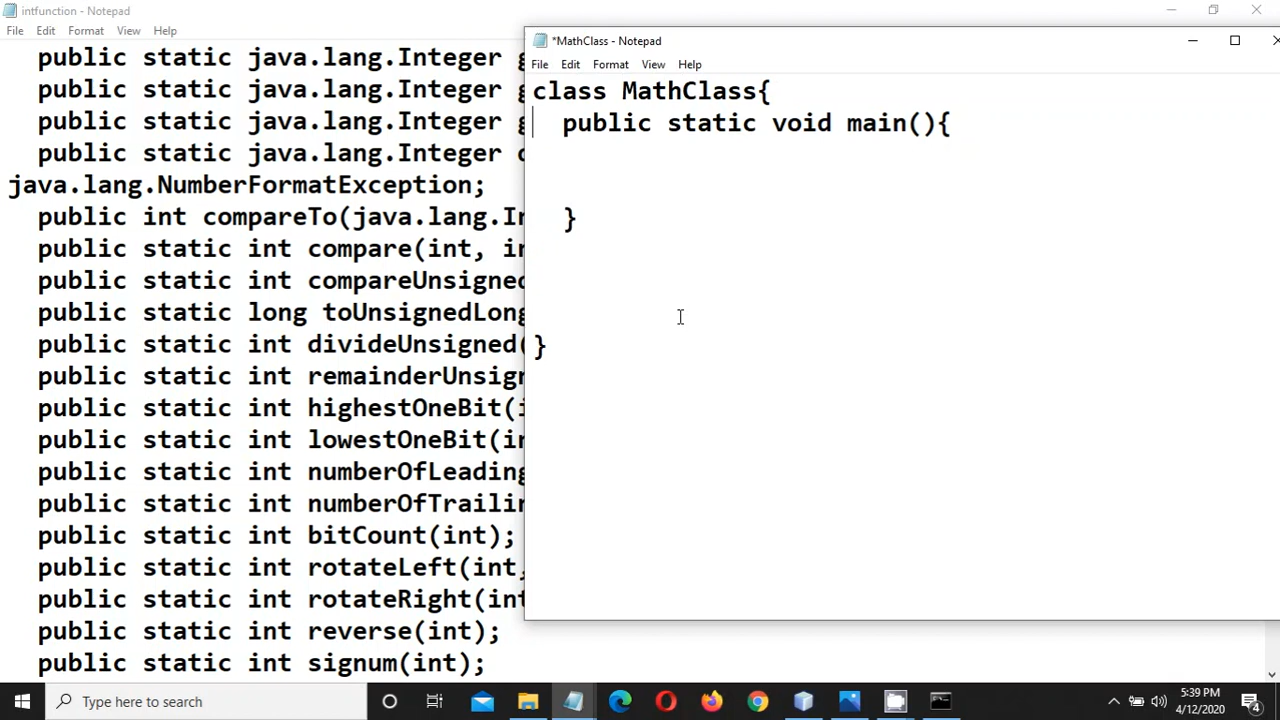 intfunction - Notepad
File Edit Format View Help
public static java.lang.Integer
public static java.lang.Integer
public static java.lang.Integer
public static java.lang.Integer
java.lang.NumberFormatException;
public int compareTo(java.lang.In
public static int compare(int, in
public static int compareUnsigned
public static long toUnsignedLong
public static int divideUnsigned(
public static int remainderUnsign
public static int highestOneBit(i
public static int lowestOneBit(in
public static int numberOfLeading
public static int numberOfTrailin
public static int bitCount(int);
public static int rotateLeft(int,
public static int rotateRight(int
public static int reverse(int);
public static int signum(int);
*MathClass - Notepad
File Edit Format View Help
class MathClass{
public static void main(){
}
}
Type here to search
5:39 PM
4/12/2020
4